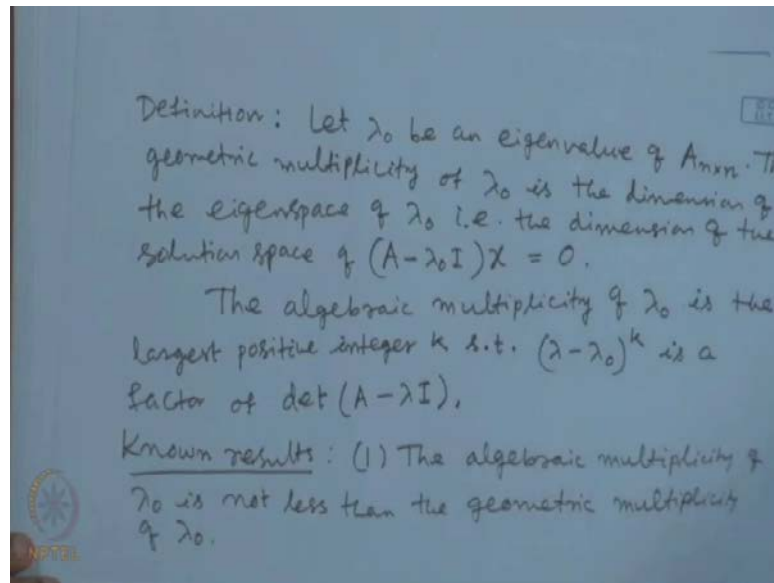 Definition: Let λ₀ be an eigenvalue of Aₙₓₙ. Th
geometric multiplicity of λ₀ is the dimension of
the eigenspace of λ₀ i.e. the dimension of the
solution space of (A - λ₀I)X = 0.
The algebraic multiplicity of λ₀ is the
largest positive integer k s.t. (λ - λ₀)ᵏ is a
factor of det (A - λI).
Known results: (1) The algebraic multiplicity of
λ₀ is not less than the geometric multiplicity
of λ₀.
NPTEL